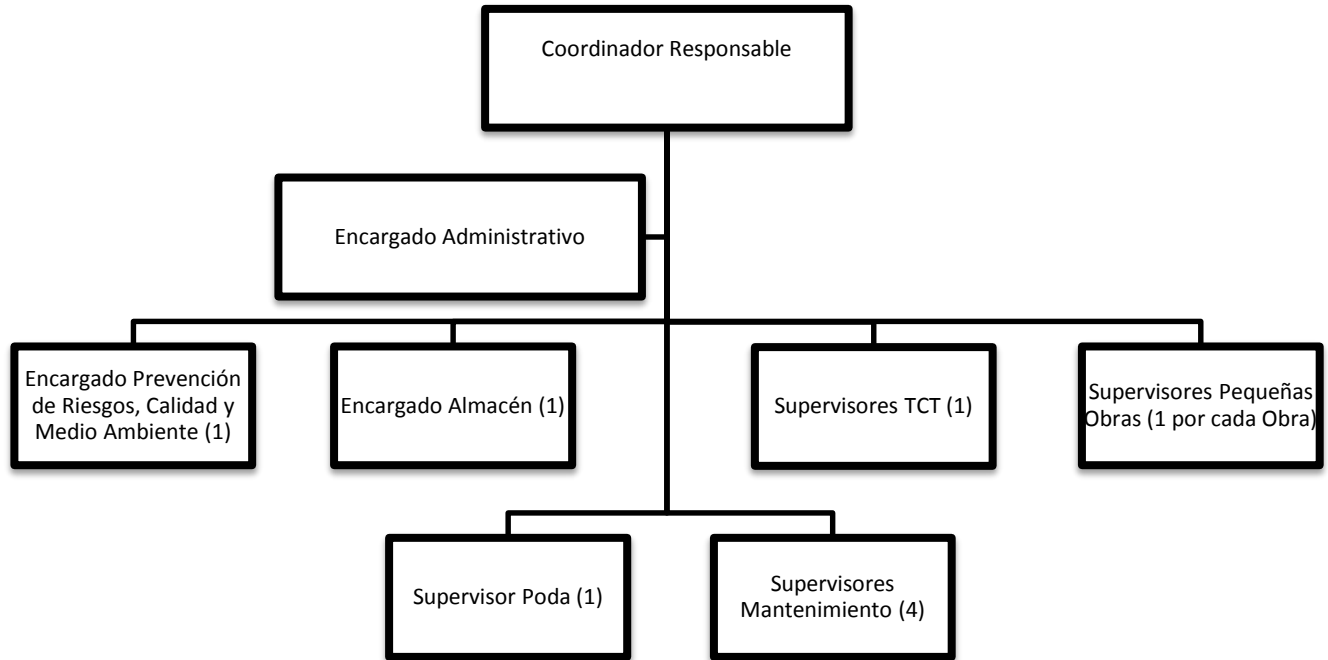 Coordinador Responsable
Encargado Administrativo
Encargado Prevención
de Riesgos, Calidad y
Medio Ambiente (1)
Encargado Almacén (1)
Supervisores TCT (1)
Supervisores Pequeñas
Obras (1 por cada Obra)
Supervisor Poda (1)
Supervisores
Mantenimiento (4)